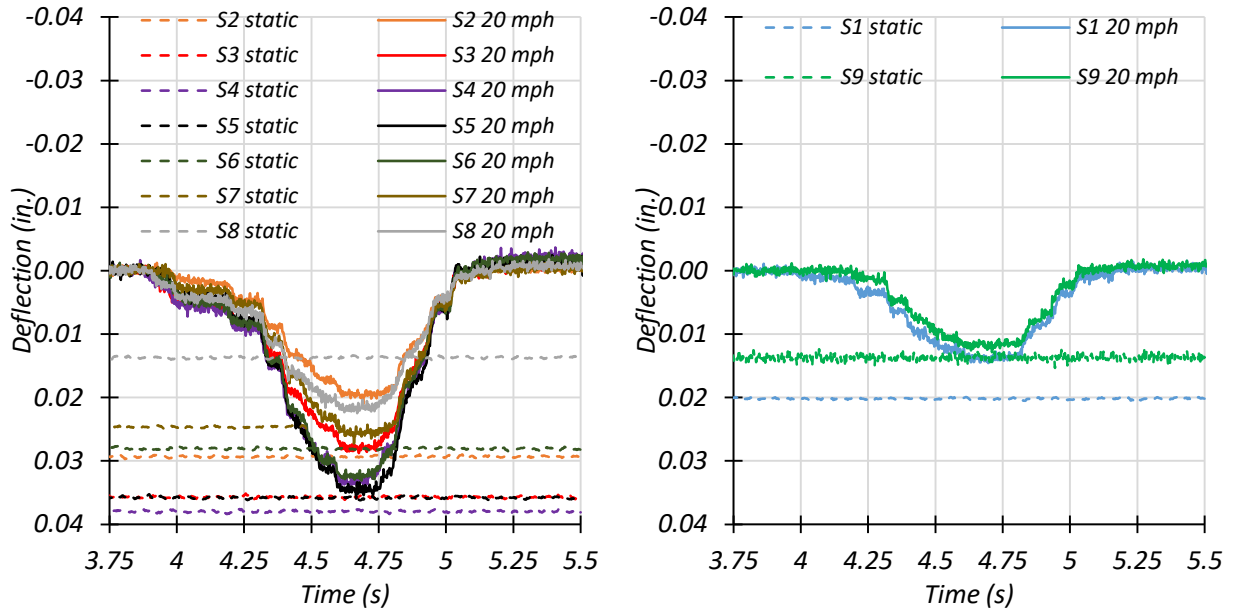 -0.04
-0.03
-0.02
-0.01
0.00
0.01
0.02
0.03
0.04
Deflection (in.)
S2 static S2 20 mph
S3 static S3 20 mph
S4 static S4 20 mph
S5 static S5 20 mph
S6 static S6 20 mph
S7 static S7 20 mph
S8 static S8 20 mph
3.75 4 4.25 4.5 4.75 5 5.25 5.5
Time (s)
-0.04
-0.03
-0.02
-0.01
0.00
0.01
0.02
0.03
0.04
Deflection (in.)
S1 static S1 20 mph
S9 static S9 20 mph
3.75 4 4.25 4.5 4.75 5 5.25 5.5
Time (s)